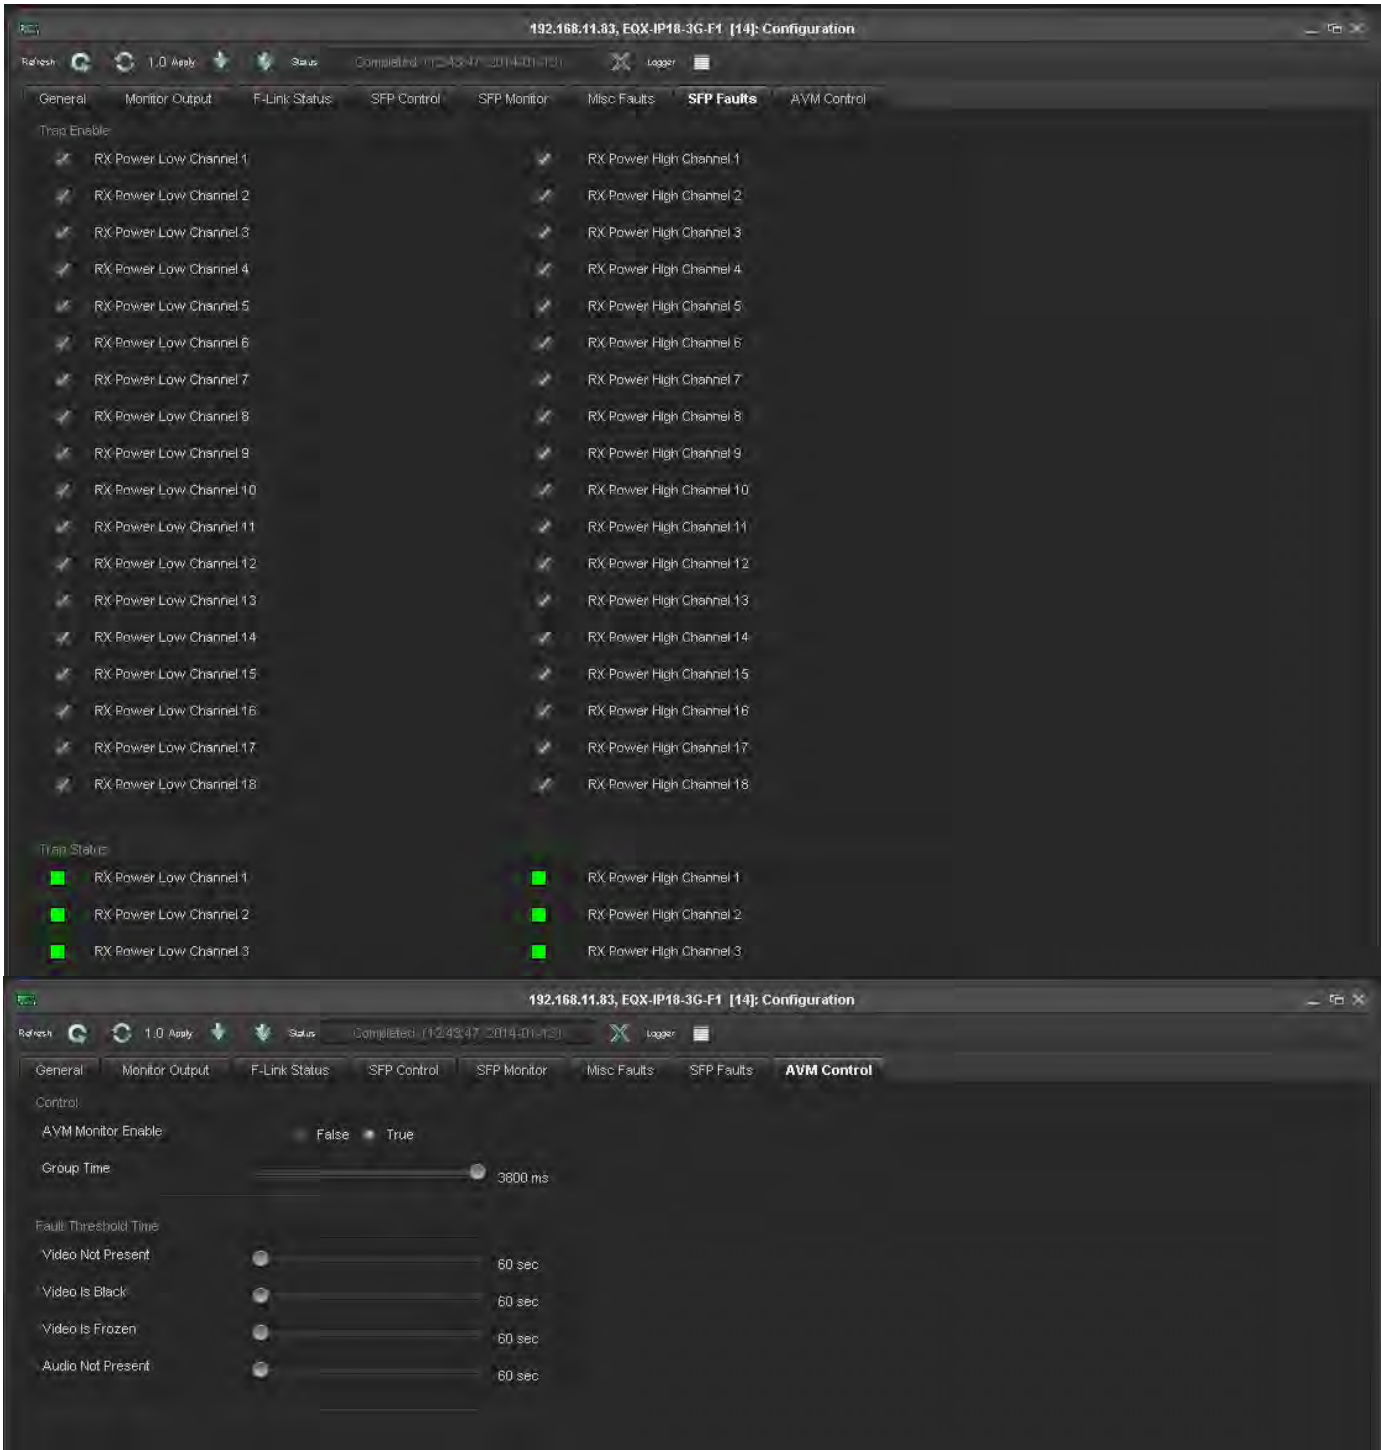 192.168.11.83, EQX-IP18-3G-F1 [14]: Configuration
Refresh 1.0 Apply Status Completed (12:43:47, 2014-01-13) Logger
General Monitor Output F-Link Status SFP Control SFP Monitor Misc Faults SFP Faults AVM Control
Trap Enable
RX Power Low Channel 1 RX Power High Channel 1
RX Power Low Channel 2 RX Power High Channel 2
RX Power Low Channel 3 RX Power High Channel 3
RX Power Low Channel 4 RX Power High Channel 4
RX Power Low Channel 5 RX Power High Channel 5
RX Power Low Channel 6 RX Power High Channel 6
RX Power Low Channel 7 RX Power High Channel 7
RX Power Low Channel 8 RX Power High Channel 8
RX Power Low Channel 9 RX Power High Channel 9
RX Power Low Channel 10 RX Power High Channel 10
RX Power Low Channel 11 RX Power High Channel 11
RX Power Low Channel 12 RX Power High Channel 12
RX Power Low Channel 13 RX Power High Channel 13
RX Power Low Channel 14 RX Power High Channel 14
RX Power Low Channel 15 RX Power High Channel 15
RX Power Low Channel 16 RX Power High Channel 16
RX Power Low Channel 17 RX Power High Channel 17
RX Power Low Channel 18 RX Power High Channel 18
Trap Status
RX Power Low Channel 1 RX Power High Channel 1
RX Power Low Channel 2 RX Power High Channel 2
RX Power Low Channel 3 RX Power High Channel 3
192.168.11.83, EQX-IP18-3G-F1 [14]: Configuration
Refresh 1.0 Apply Status Completed (12:43:47, 2014-01-13) Logger
General Monitor Output F-Link Status SFP Control SFP Monitor Misc Faults SFP Faults AVM Control
Control
AVM Monitor Enable False True
Group Time 3800 ms
Fault Threshold Time
Video Not Present 60 sec
Video Is Black 60 sec
Video Is Frozen 60 sec
Audio Not Present 60 sec